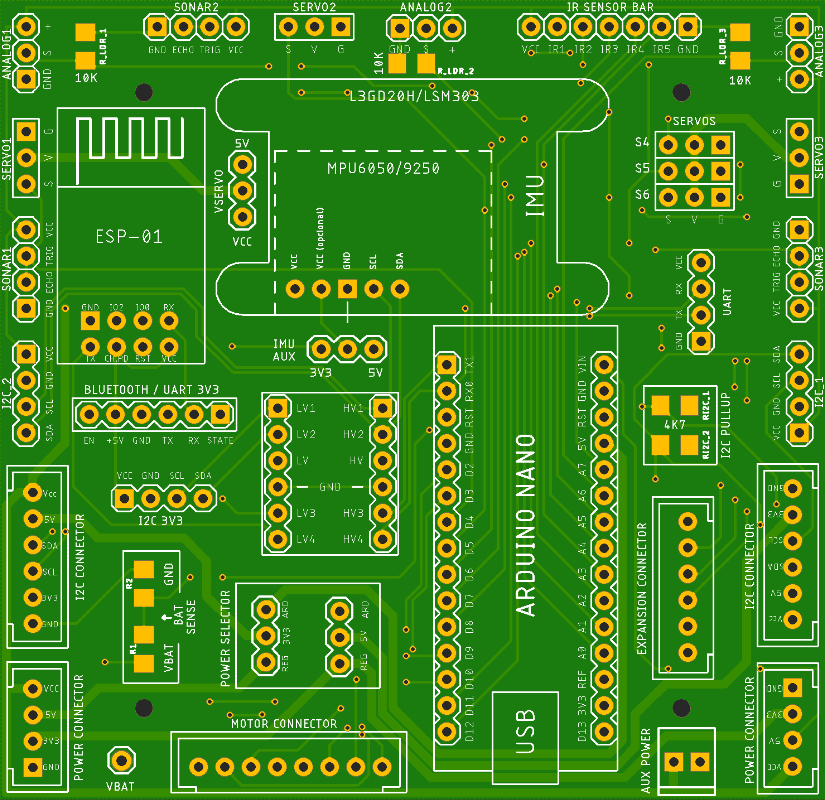 SONAR2
SERVO2
ANALOG2
IR SENSOR BAR
ANALOG1
+
S
GND
R_LDR_1
10K
GND ECHO TRIG VCC
S V G
GND S +
10K
R_LDR_2
VCC IR1 IR2 IR3 IR4 IR5 GND
R_LDR_3
10K
GND
S
+
ANALOG3
L3GD20H/LSM303
MPU6050/9250
IMU
SERVO1
G
V
S
ESP-01
5V
VSERVO
VCC
SERVOS
S4
S5
S6
S V G
S
V
G
SERVO3
SONAR1
VCC
TRIG
ECHO
GND
VCC
VCC (optional)
GND
SCL
SDA
VCC
RX
TX
GND
UART
GND
ECHO
TRIG
VCC
SONAR3
GND IO2 IO0 RX
TX CH_PD RST VCC
IMU
AUX
3V3 5V
I2C_2
VCC
GND
SCL
SDA
BLUETOOTH / UART 3V3
EN +5V GND TX RX STATE
LV1 HV1
LV2 HV2
LV HV
GND
LV3 HV3
LV4 HV4
TX1
RX0
RST
GND
D2
D3
D4
D5
D6
D7
D8
D9
D10
D11
D12
ARDUINO NANO
USB
VIN
GND
RST
5V
A7
A6
A5
A4
A3
A2
A1
A0
REF
3V3
D13
4K7
RI2C_1
RI2C_2
I2C PULLUP
SDA
SCL
GND
VCC
I2C_1
VCC GND SCL SDA
I2C 3V3
Vcc
5V
SDA
SCL
3V3
GND
I2C CONNECTOR
R2
R1
GND
BAT
SENSE
VBAT
POWER SELECTOR
ARD
3V3
REG
ARD
5V
REG
EXPANSION CONNECTOR
I2C CONNECTOR
GND
3V3
SCL
SDA
5V
VCC
VCC
5V
3V3
GND
POWER CONNECTOR
VBAT
MOTOR CONNECTOR
AUX POWER
POWER CONNECTOR
GND
3V3
5V
VCC